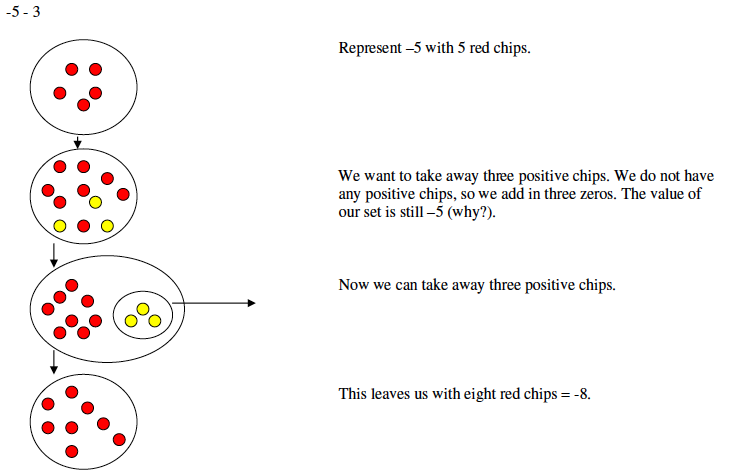 -5 - 3
Represent –5 with 5 red chips.
We want to take away three positive chips. We do not have
any positive chips, so we add in three zeros. The value of
our set is still –5 (why?).
Now we can take away three positive chips.
This leaves us with eight red chips = -8.